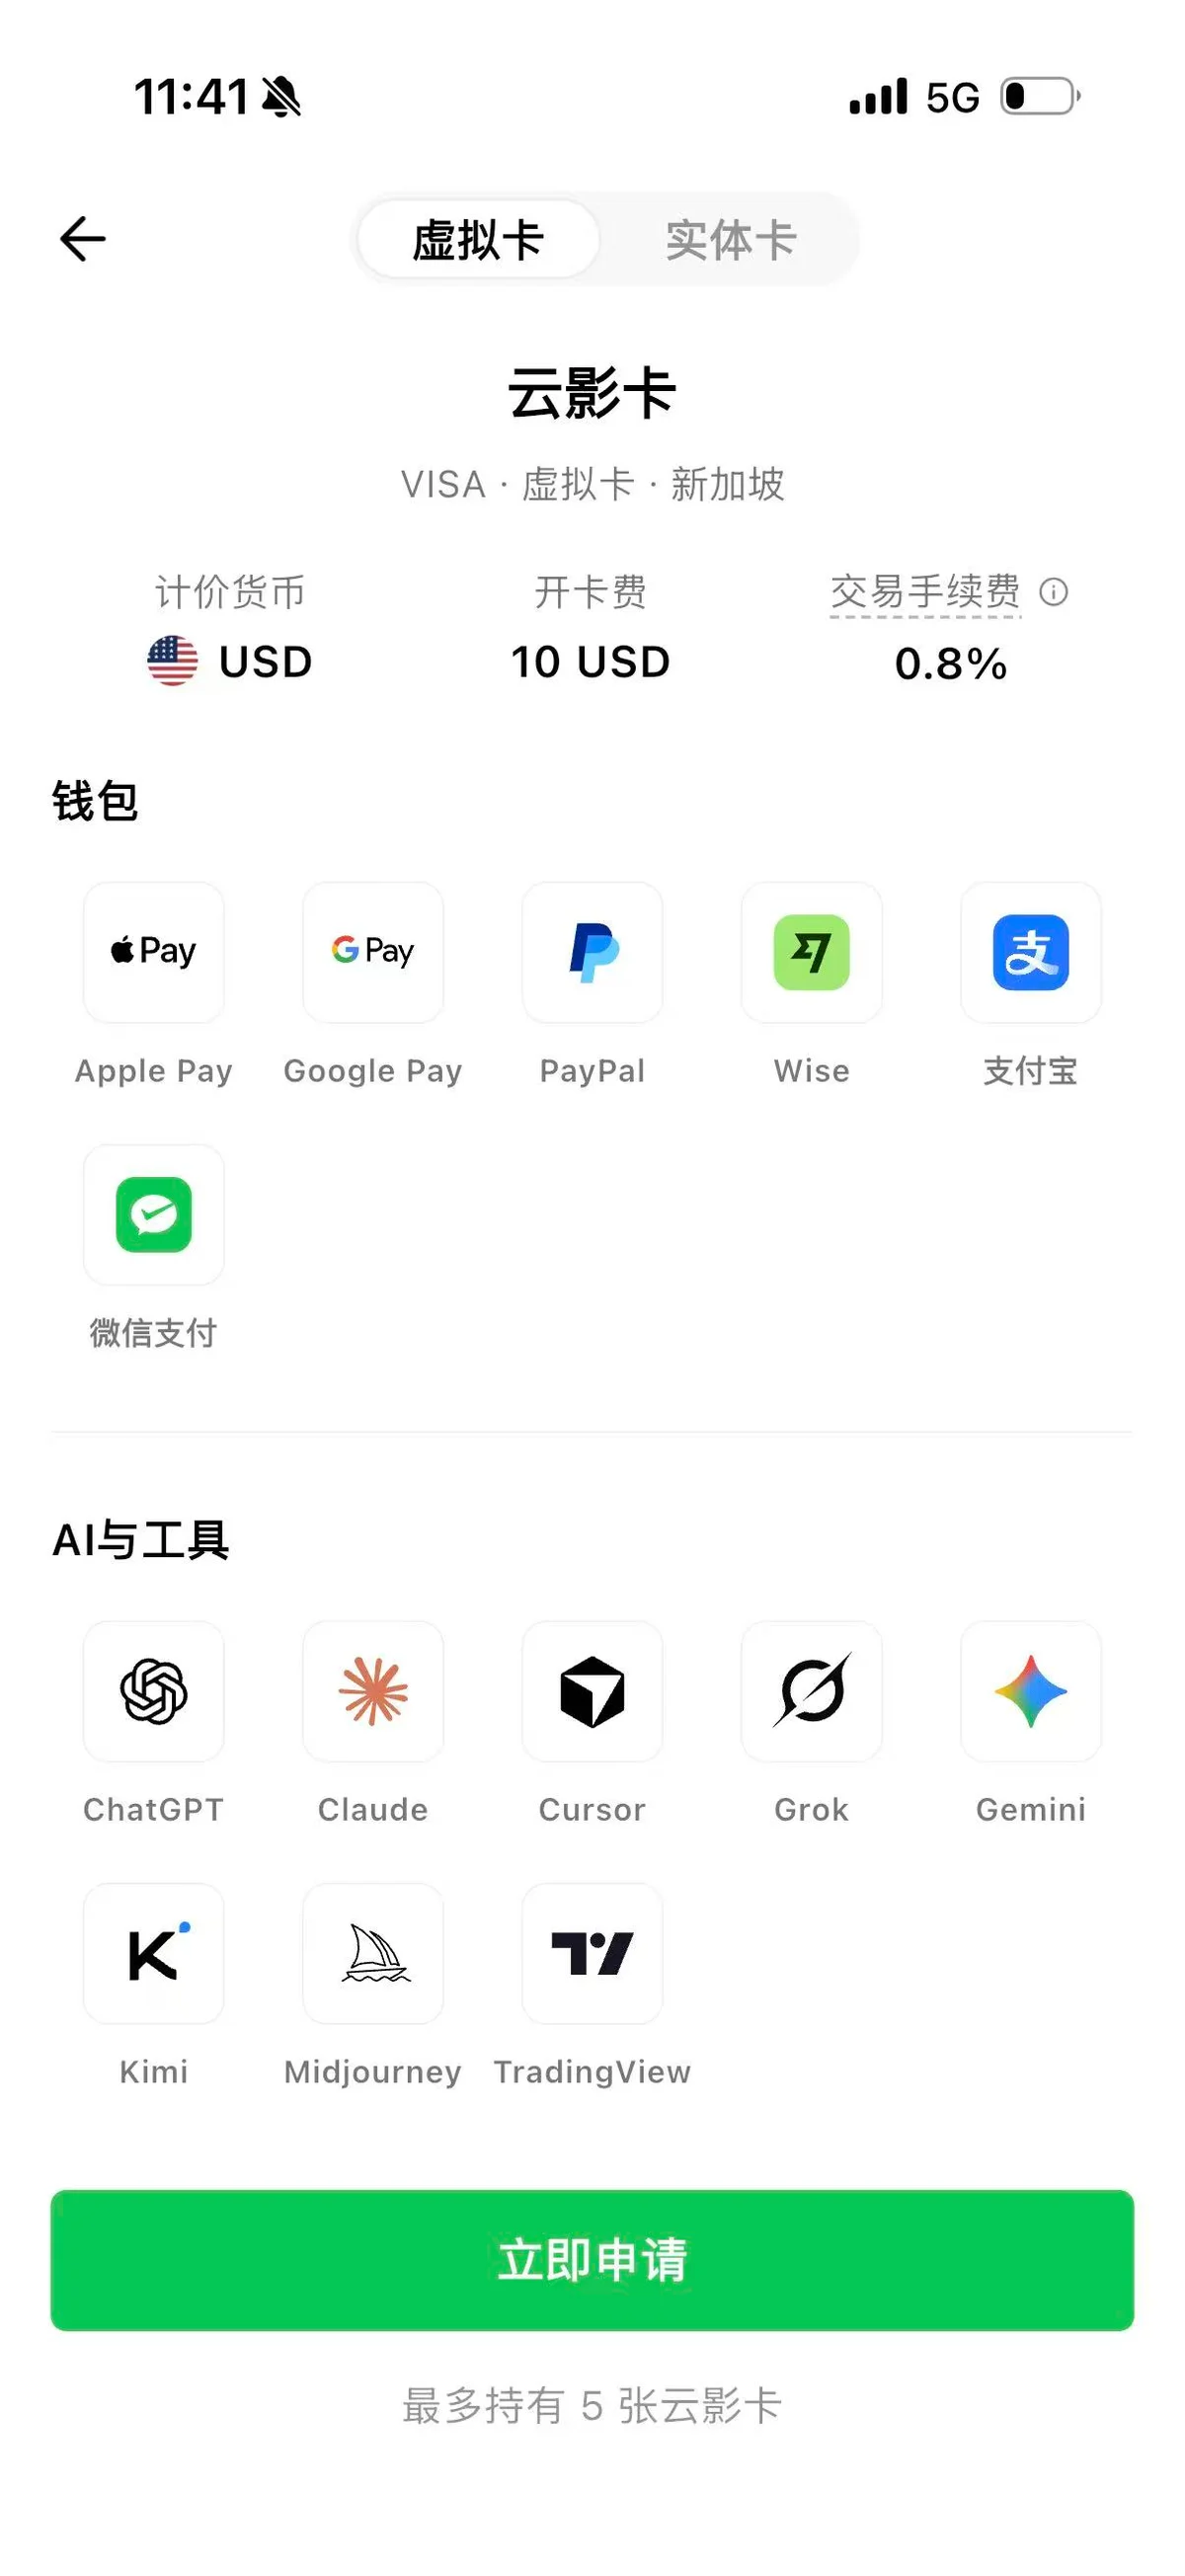 11:41
5G
虚拟卡 实体卡
云影卡
VISA · 虚拟卡 · 新加坡
计价货币 开卡费 交易手续费
USD 10 USD 0.8%
钱包
Pay G Pay 支
Apple Pay Google Pay PayPal Wise 支付宝
微信支付
AI与工具
ChatGPT Claude Cursor Grok Gemini
Kimi Midjourney TradingView
立即申请
最多持有 5 张云影卡